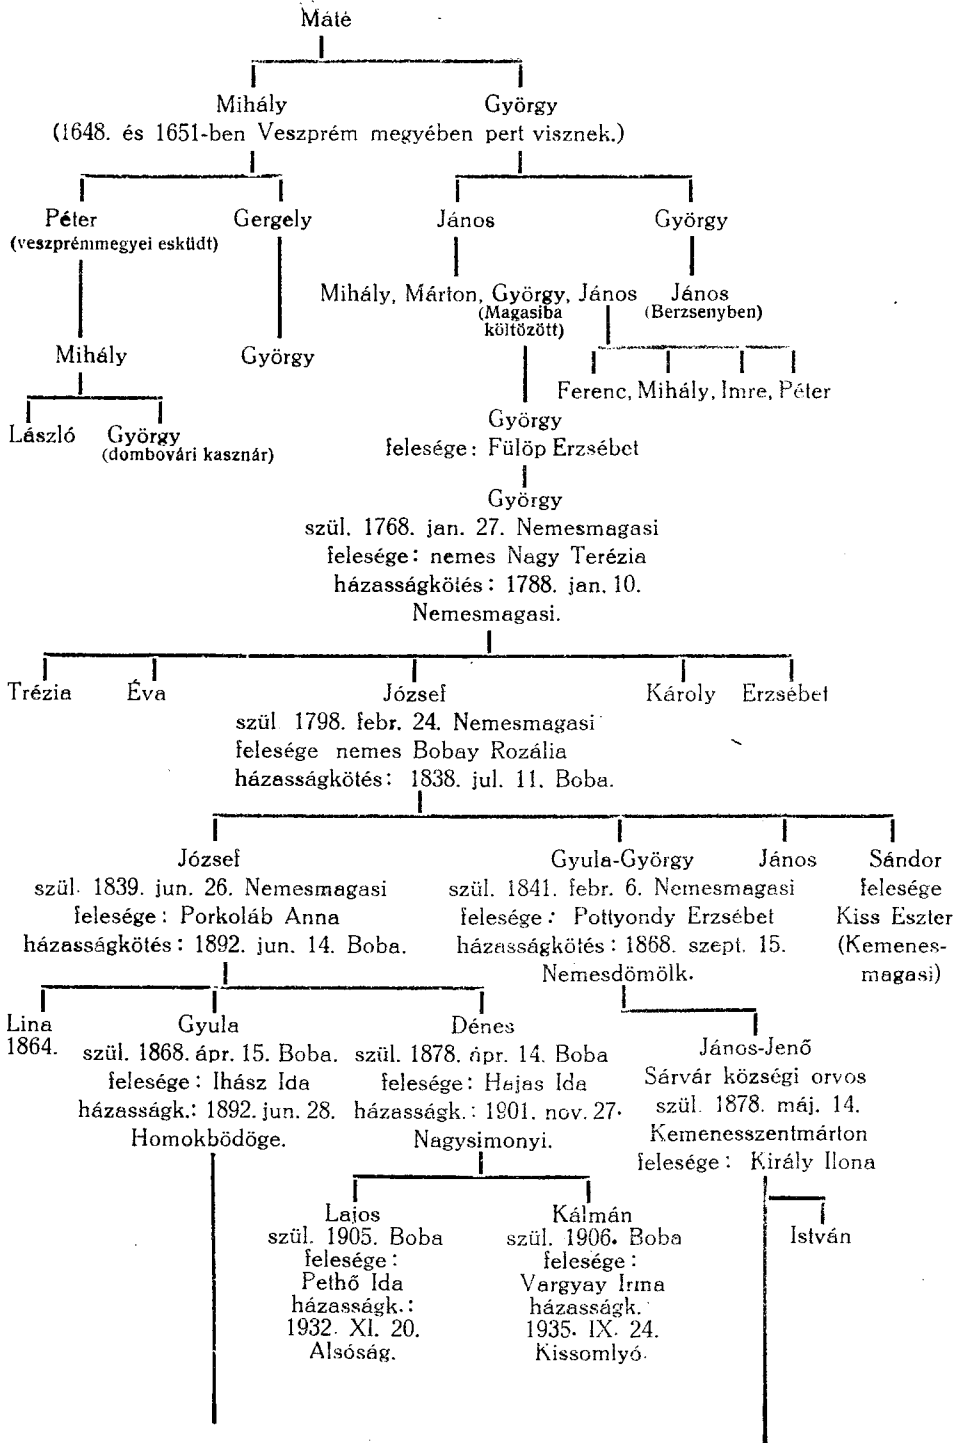 Máté
Mihály György
(1648. és 1651-ben Veszprém megyében pert visznek.)
Péter Gergely János György
(veszprémmegyei esküdt)
Mihály, Márton, György, János János
(Magasiba (Berzsenyben)
költözött)
Mihály György
Ferenc, Mihály, Imre, Péter
László György György
(dombovári kasznár) felesége: Fülöp Erzsébet
György
szül. 1768. jan. 27. Nemesmagasi
felesége: nemes Nagy Terézia
házasságkötés: 1788. jan. 10.
Nemesmagasi.
Trézia Éva József Károly Erzsébet
szül 1798. febr. 24. Nemesmagasi
felesége nemes Bobay Rozália
házasságkötés: 1838. jul. 11. Boba.
József Gyula-György János Sándor
szül. 1839. jun. 26. Nemesmagasi szül. 1841. febr. 6. Nemesmagasi felesége
felesége: Porkoláb Anna felesége: Pottyondy Erzsébet Kiss Eszter
házasságkötés: 1892. jun. 14. Boba. házasságkötés: 1868. szept. 15. (Kemenes-
Nemesdömölk. magasi)
Lina Gyula Dénes
1864. szül. 1868. ápr. 15. Boba. szül. 1878. ápr. 14. Boba János-Jenő
felesége: Ihász Ida felesége: Hajas Ida Sárvár községi orvos
házasságk.: 1892. jun. 28. házasságk.: 1901. nov. 27. szül. 1878. máj. 14.
Homokbödöge. Nagysimonyi. Kemenesszentmárton
felesége: Király Ilona
Lajos Kálmán
szül. 1905. Boba szül. 1906. Boba István
felesége: felesége:
Pethő Ida Vargyay Irma
házasságk.: házasságk.
1932. XI. 20. 1935. IX. 24.
Alsóság. Kissomlyó.